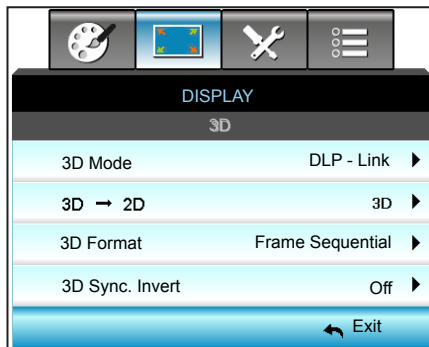 DISPLAY
3D
3D Mode DLP - Link
3D → 2D 3D
3D Format Frame Sequential
3D Sync. Invert Off
Exit